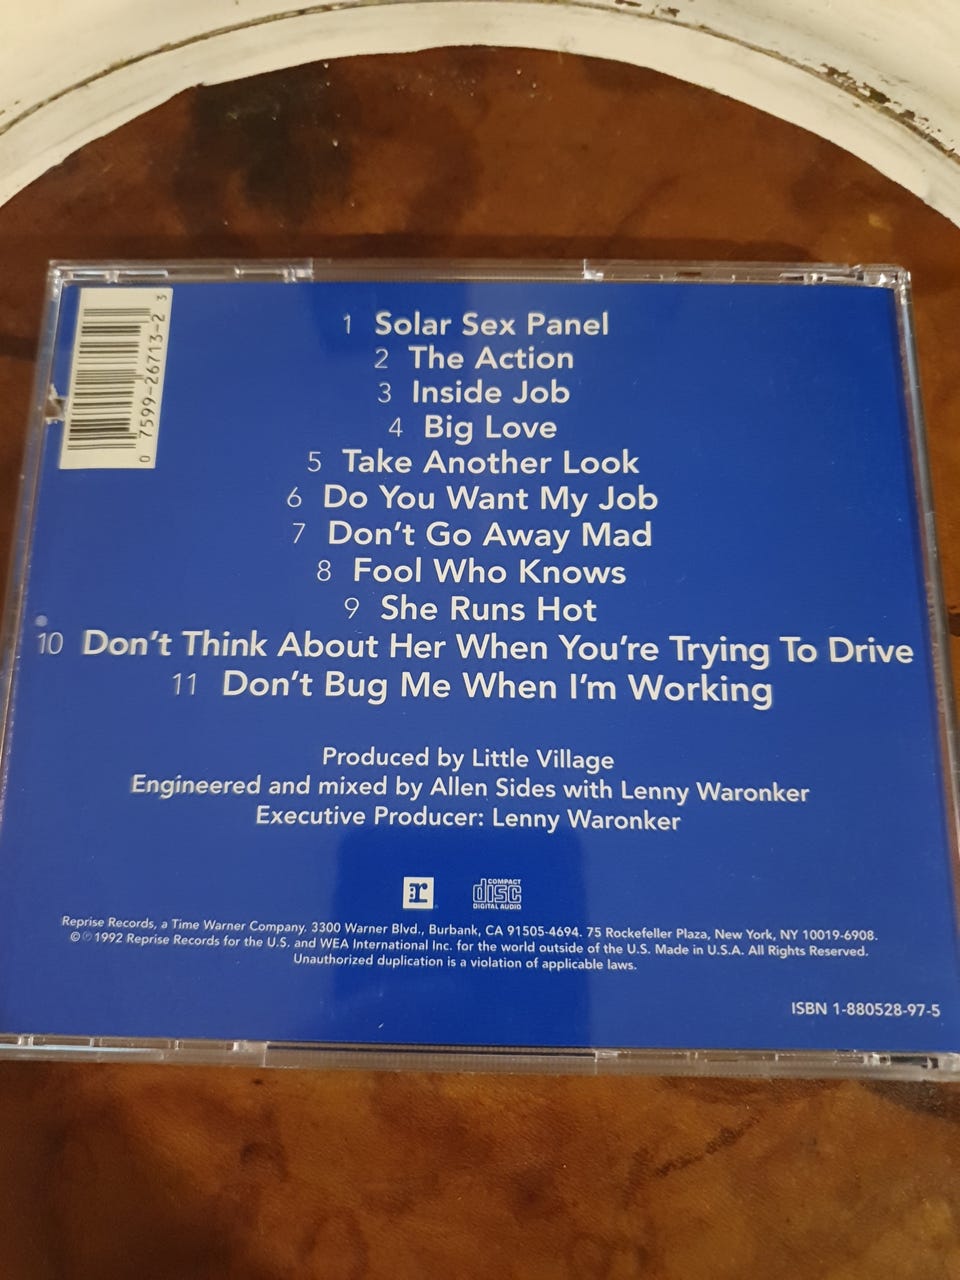 0 7599-26713-2 3
1 Solar Sex Panel
2 The Action
3 Inside Job
4 Big Love
5 Take Another Look
6 Do You Want My Job
7 Don't Go Away Mad
8 Fool Who Knows
9 She Runs Hot
10 Don't Think About Her When You're Trying To Drive
11 Don't Bug Me When I'm Working
Produced by Little Village
Engineered and mixed by Allen Sides with Lenny Waronker
Executive Producer: Lenny Waronker
r
COMPACT
disc
DIGITAL AUDIO
Reprise Records, a Time Warner Company. 3300 Warner Blvd., Burbank, CA 91505-4694. 75 Rockefeller Plaza, New York, NY 10019-6908.
© ℗ 1992 Reprise Records for the U.S. and WEA International Inc. for the world outside of the U.S. Made in U.S.A. All Rights Reserved.
Unauthorized duplication is a violation of applicable laws.
ISBN 1-880528-97-5